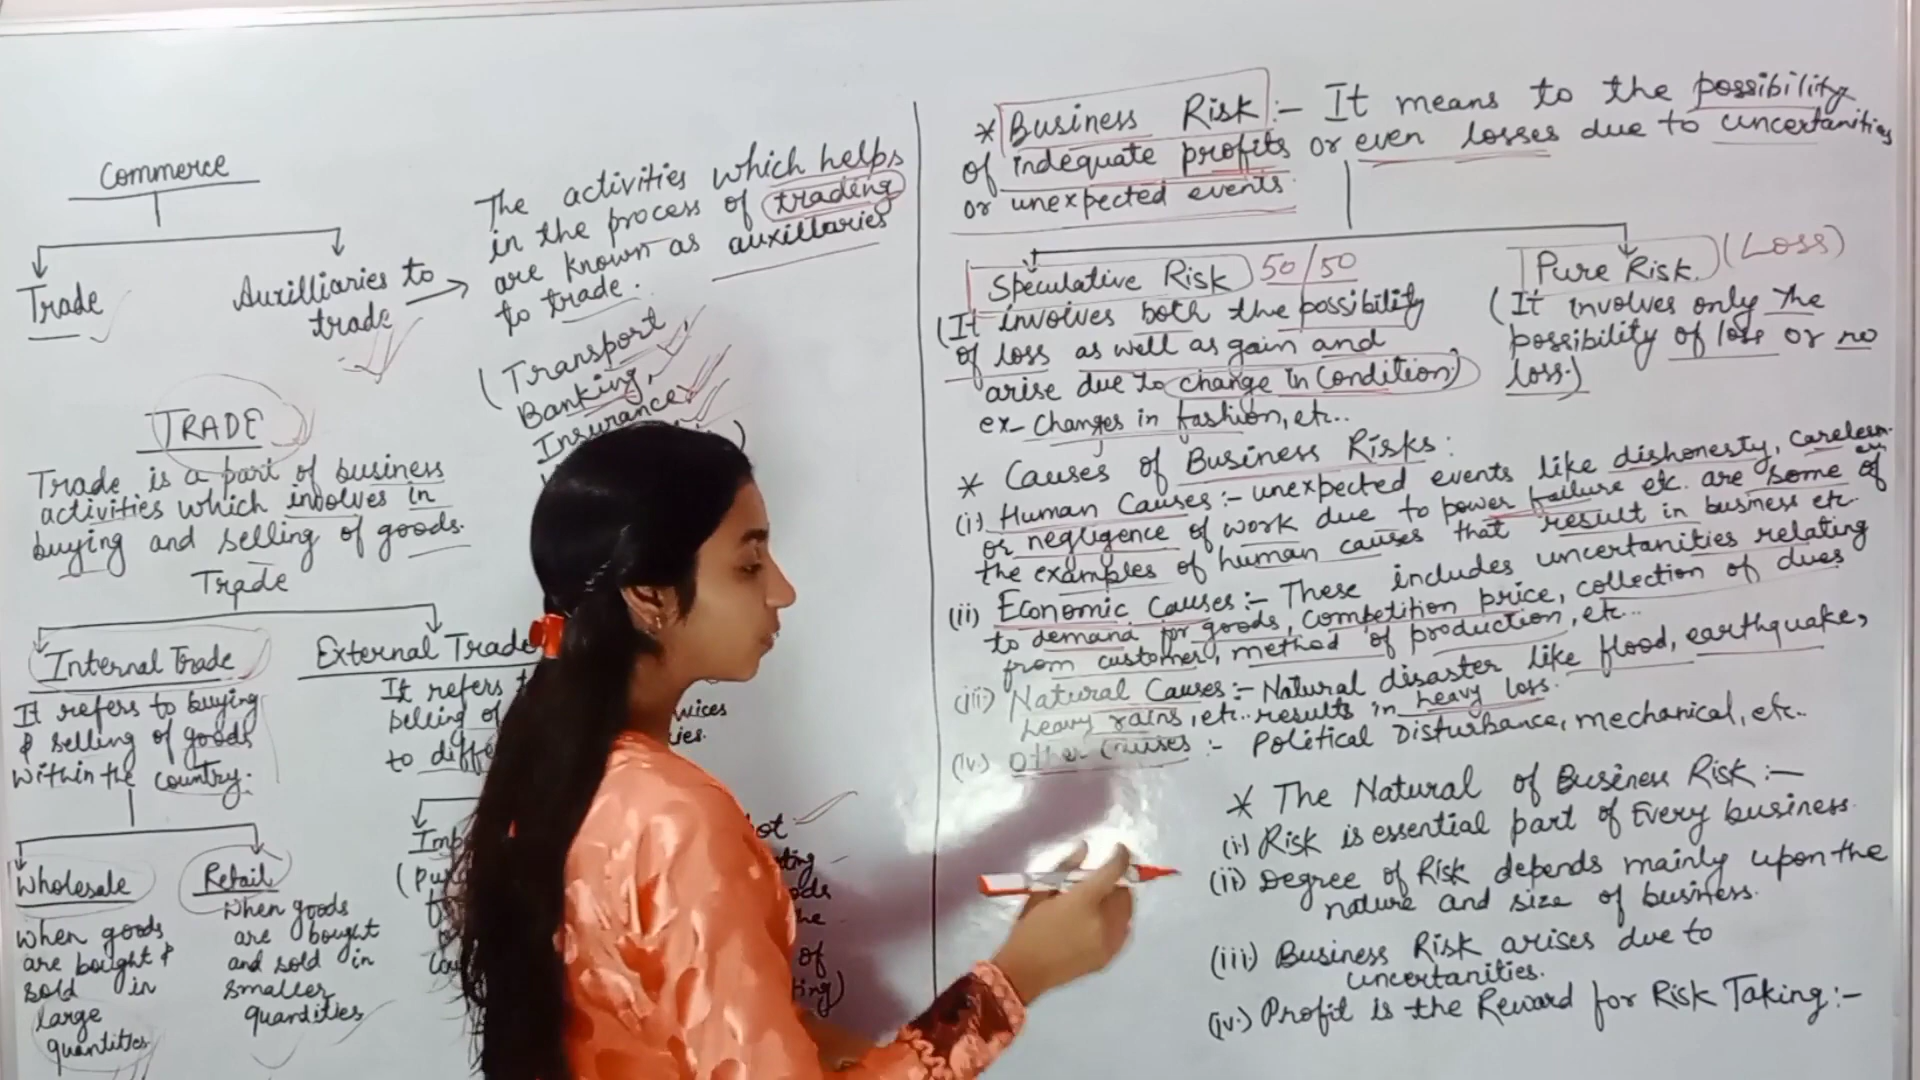 Commerce
Trade
Auxilliaries to
trade
The activities which helps
in the process of trading
are known as auxillaries
to trade.
(Transport,
Banking,
Insurance,
TRADE
Trade is a part of business
activities which involves in
buying and selling of goods.
Trade
Internal Trade
It refers to buying
& selling of goods
within the country.
Wholesale
When goods
are bought &
sold in
large
quantities
Retail
When goods
are bought
and sold in
smaller
quantities
External Trade
It refers
of
to
* Business Risk :- It means to the possibility
of indequate profits or even losses due to uncertanities
or unexpected events.
Speculative Risk 50/50
(It involves both the possibility
of loss as well as gain and
arise due to change in condition.)
ex- Changes in fashion, etc..
Pure Risk. (Loss)
(It involves only the
possibility of loss or no
loss.)
* Causes of Business Risks:
(i) Human Causes :- unexpected events like dishonesty,
or negligence of work due to power failure etc. are some of
the examples of human causes that result in busness etc.
(ii) Economic Causes :- These includes uncertanities relating
to demand for goods, competition price, collection of dues
from customer, method of production, etc...
(iii) Natural Causes :- Natural disaster like flood, earthquake,
heavy rains, etc.. results in heavy loss.
(iv) Other Causes :- Political Disturbance, mechanical, etc..
* The Natural of Business Risk :-
(i) Risk is essential part of Every business.
(ii) Degree of Risk depends mainly upon the
nature and size of business.
(iii) Business Risk arises due to
uncertanities.
(iv.) Profit is the Reward for Risk Taking :-